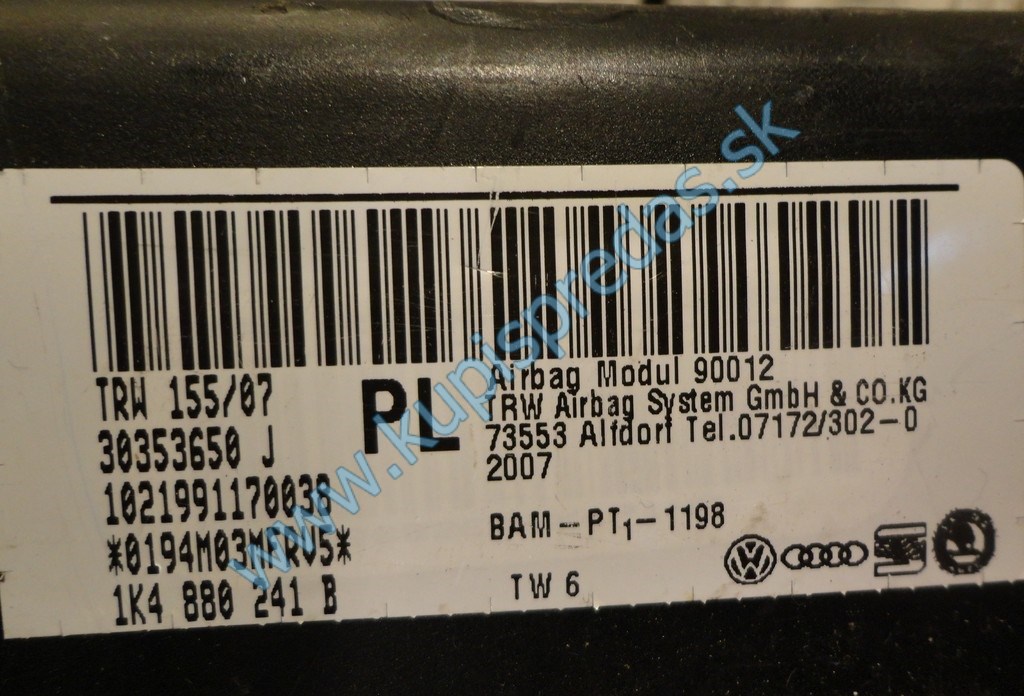 TRW 155/07
30353650 J
102199117003
1K4 880 241 B
PL
Airbag Modul 90012
TRW Airbag System GmbH & CO.KG
73553 Alfdorf Tel.07172/302-0
2007
BAM-PT1-1198
TW 6
www.kupispredas.sk